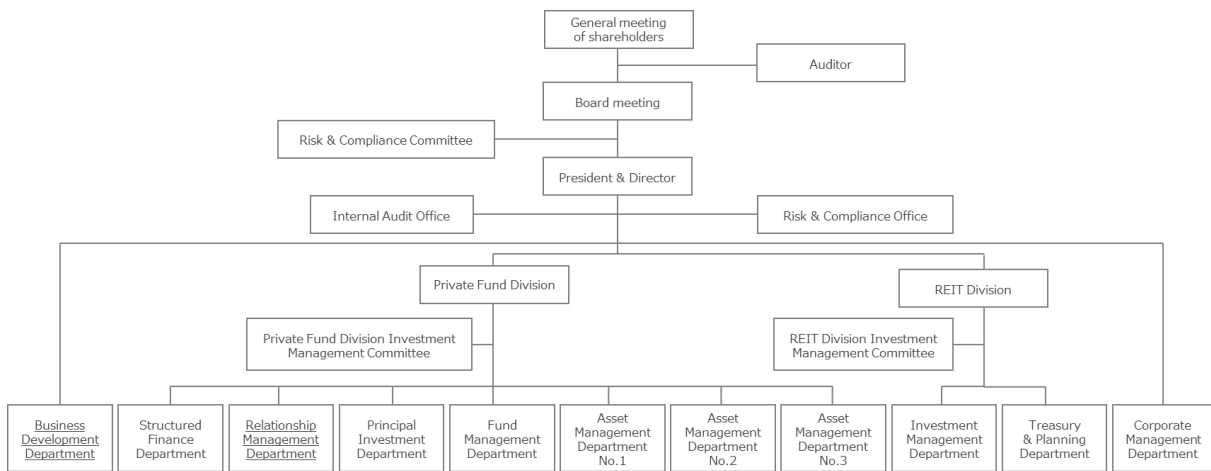 General meeting
of shareholders
Auditor
Board meeting
Risk & Compliance Committee
President & Director
Internal Audit Office
Risk & Compliance Office
Private Fund Division
REIT Division
Private Fund Division Investment
Management Committee
REIT Division Investment
Management Committee
Business
Development
Department
Structured
Finance
Department
Relationship
Management
Department
Principal
Investment
Department
Fund
Management
Department
Asset
Management
Department
No.1
Asset
Management
Department
No.2
Asset
Management
Department
No.3
Investment
Management
Department
Treasury
& Planning
Department
Corporate
Management
Department